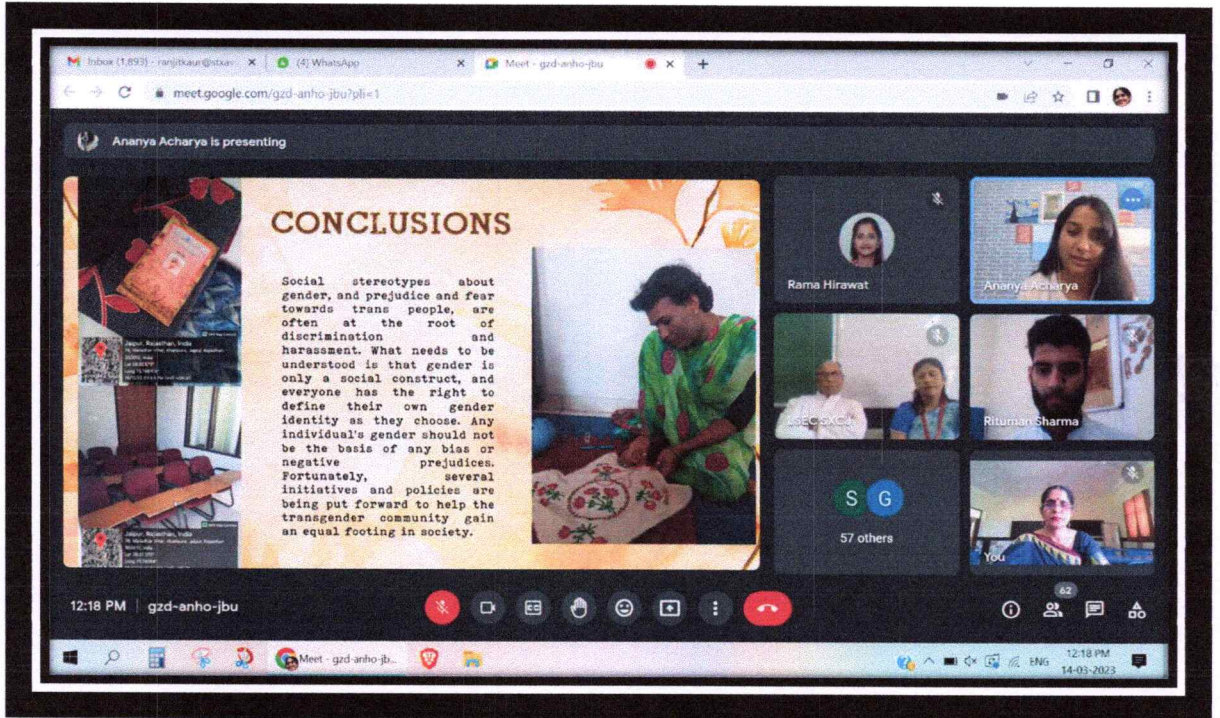 Inbox (1,893) - ranjitkaur@stxav
(4) WhatsApp
Meet - gzd-anho-jbu
meet.google.com/gzd-anho-jbu?pli=1
Ananya Acharya is presenting
CONCLUSIONS
Social stereotypes about
gender, and prejudice and fear
towards trans people, are
often at the root of
discrimination and
harassment. What needs to be
understood is that gender is
only a social construct, and
everyone has the right to
define their own gender
identity as they choose. Any
individual's gender should not
be the basis of any bias or
negative prejudices.
Fortunately, several
initiatives and policies are
being put forward to help the
transgender community gain
an equal footing in society.
Jaipur, Rajasthan, India
Jaipur, Rajasthan, India
Rama Hirawat
Ananya Acharya
LSEC SXCJ
Rituman Sharma
S G
57 others
You
12:18 PM | gzd-anho-jbu
CC
62
Meet - gzd-anho-jb...
ENG
12:18 PM
14-03-2023